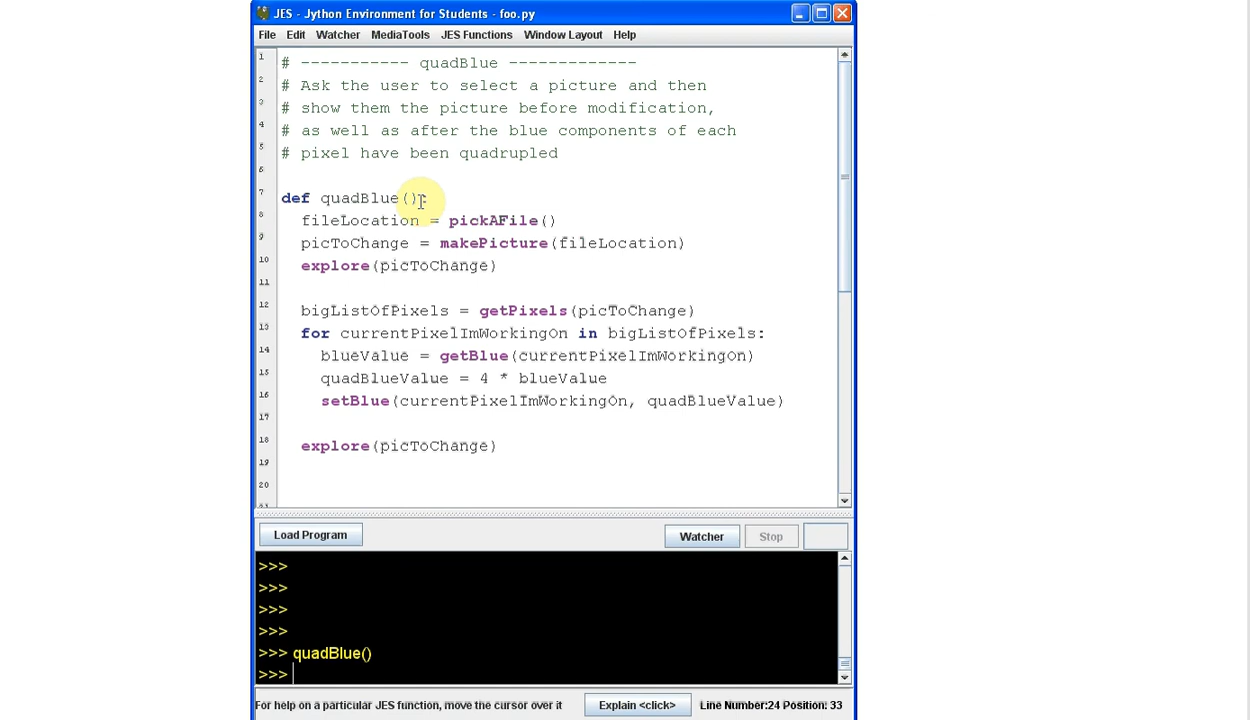 JES - Jython Environment for Students - foo.py
File Edit Watcher MediaTools JES Functions Window Layout Help
1 # ----------- quadBlue -------------
2 # Ask the user to select a picture and then
3 # show them the picture before modification,
4 # as well as after the blue components of each
5 # pixel have been quadrupled
6
7 def quadBlue():
8 fileLocation = pickAFile()
9 picToChange = makePicture(fileLocation)
10 explore(picToChange)
11
12 bigListOfPixels = getPixels(picToChange)
13 for currentPixelImWorkingOn in bigListOfPixels:
14 blueValue = getBlue(currentPixelImWorkingOn)
15 quadBlueValue = 4 * blueValue
16 setBlue(currentPixelImWorkingOn, quadBlueValue)
17
18 explore(picToChange)
19
20
Load Program Watcher Stop
>>>
>>>
>>>
>>>
>>> quadBlue()
>>>
For help on a particular JES function, move the cursor over it Explain <click> Line Number:24 Position: 33